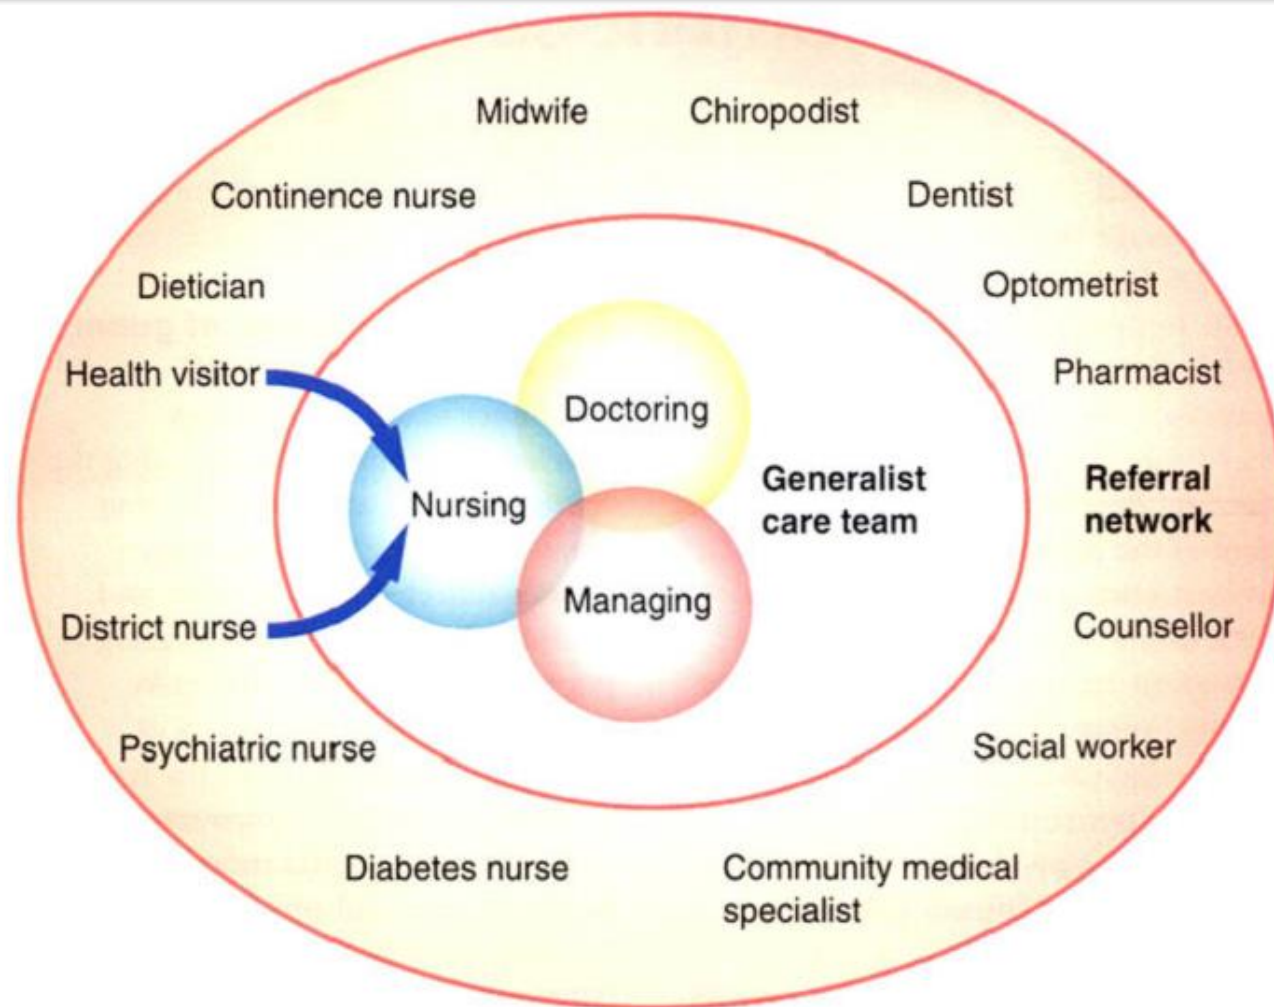 Midwife
Chiropodist
Continence nurse
Dentist
Dietician
Optometrist
Health visitor
Pharmacist
Doctoring
Nursing
Generalist
care team
Referral
network
Managing
District nurse
Counsellor
Psychiatric nurse
Social worker
Diabetes nurse
Community medical
specialist